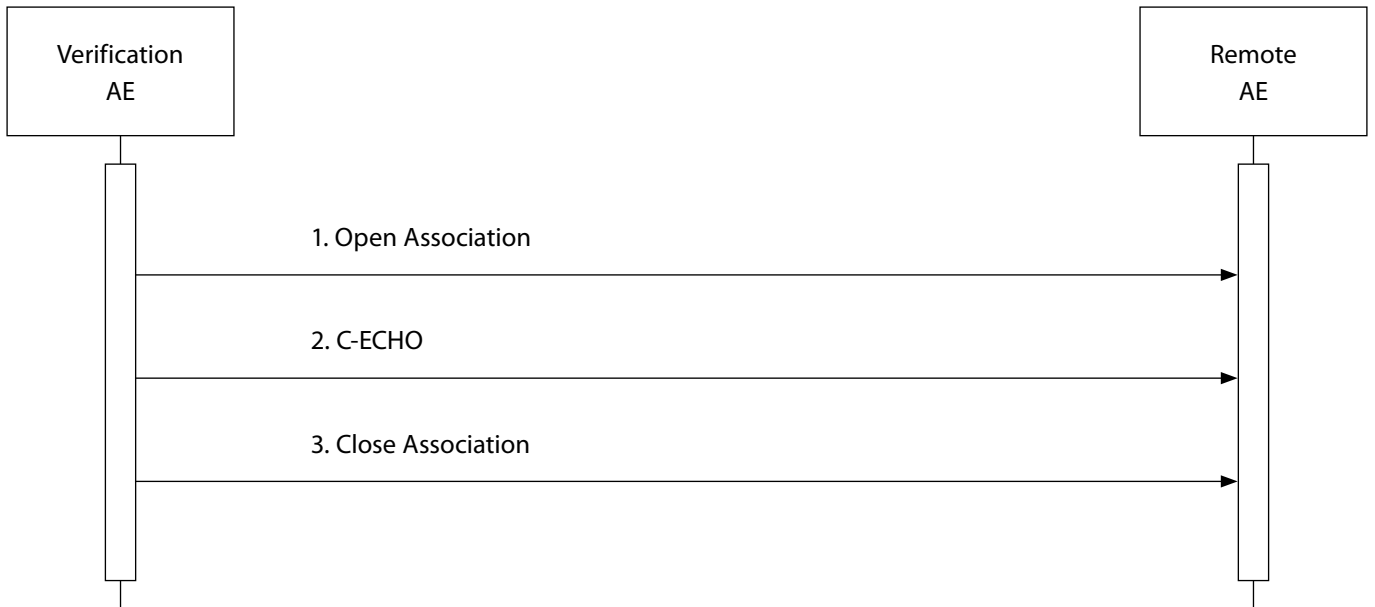 Verification
AE
Remote
AE
1. Open Association
2. C-ECHO
3. Close Association